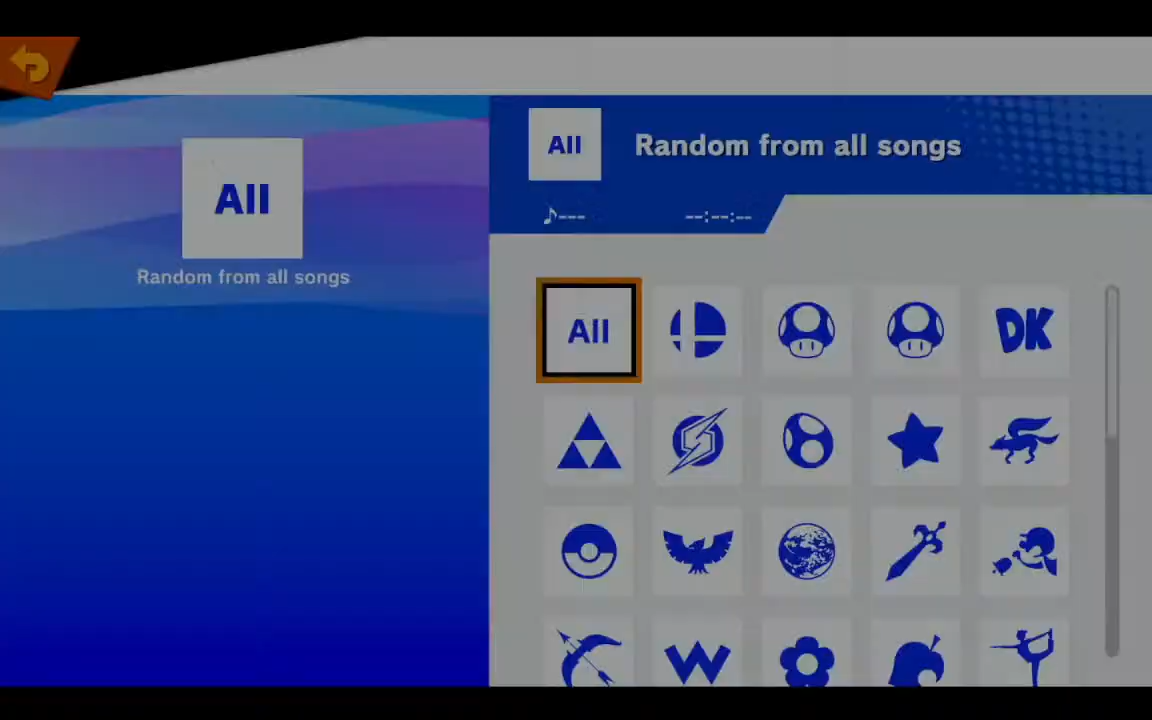 All
Random from all songs
All
Random from all songs
♪--- --:--:--
All
DK